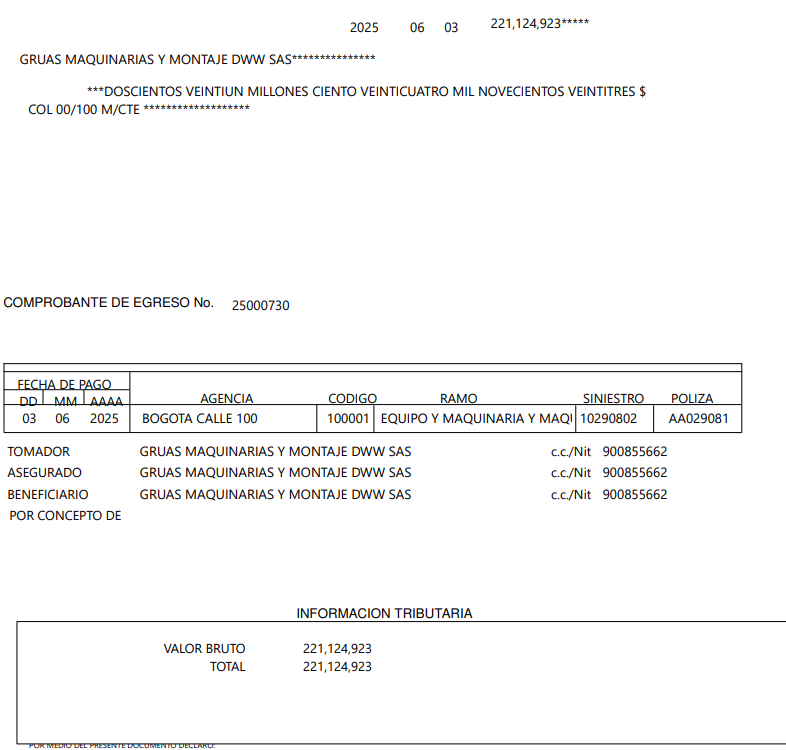 2025 06 03 221,124,923*****
GRUAS MAQUINARIAS Y MONTAJE DWW SAS***************
***DOSCIENTOS VEINTIUN MILLONES CIENTO VEINTICUATRO MIL NOVECIENTOS VEINTITRES $
COL 00/100 M/CTE *******************
COMPROBANTE DE EGRESO No. 25000730
FECHA DE PAGO
DD MM AAAA AGENCIA CODIGO RAMO SINIESTRO POLIZA
03 06 2025 BOGOTA CALLE 100 100001 EQUIPO Y MAQUINARIA Y MAQU 10290802 AA029081
TOMADOR GRUAS MAQUINARIAS Y MONTAJE DWW SAS c.c./Nit 900855662
ASEGURADO GRUAS MAQUINARIAS Y MONTAJE DWW SAS c.c./Nit 900855662
BENEFICIARIO GRUAS MAQUINARIAS Y MONTAJE DWW SAS c.c./Nit 900855662
POR CONCEPTO DE
INFORMACION TRIBUTARIA
VALOR BRUTO 221,124,923
TOTAL 221,124,923
POR MEDIO DEL PRESENTE DOCUMENTO DECLARO: